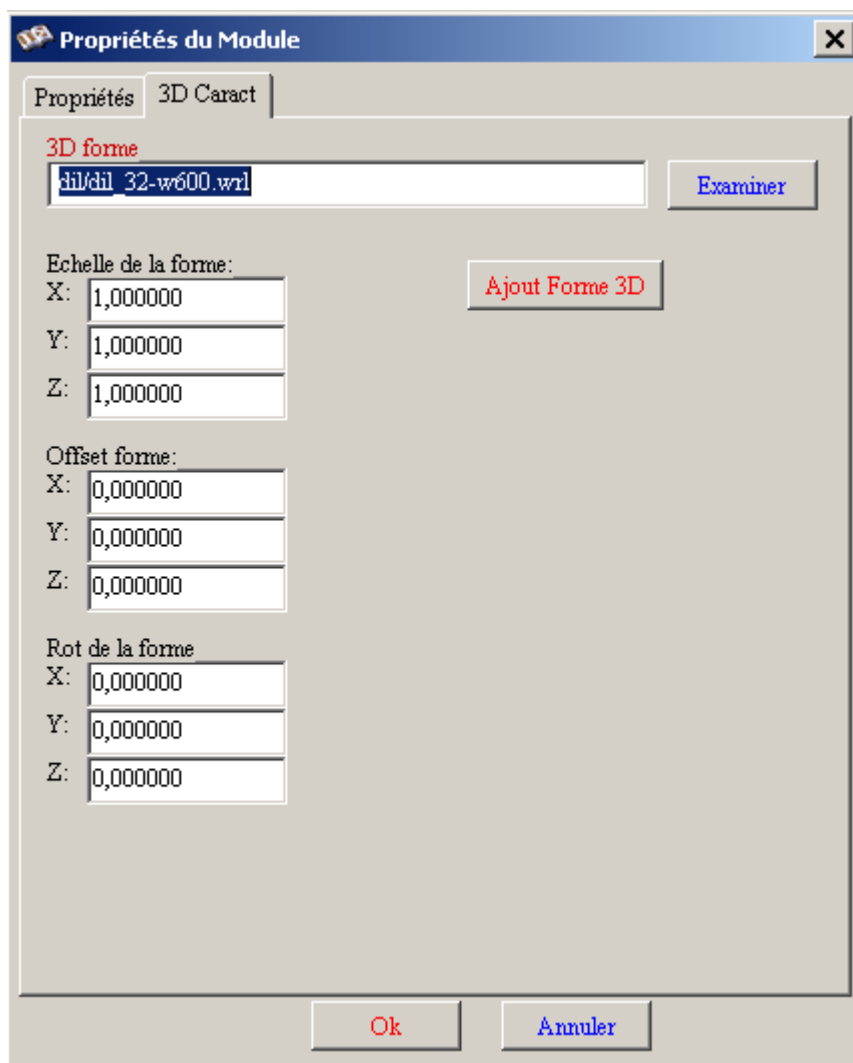 Propriétés du Module
Propriétés 3D Caract
3D forme
dil/dil_32-w600.wrl
Examiner
Echelle de la forme:
X: 1,000000
Ajout Forme 3D
Y: 1,000000
Z: 1,000000
Offset forme:
X: 0,000000
Y: 0,000000
Z: 0,000000
Rot de la forme
X: 0,000000
Y: 0,000000
Z: 0,000000
Ok Annuler